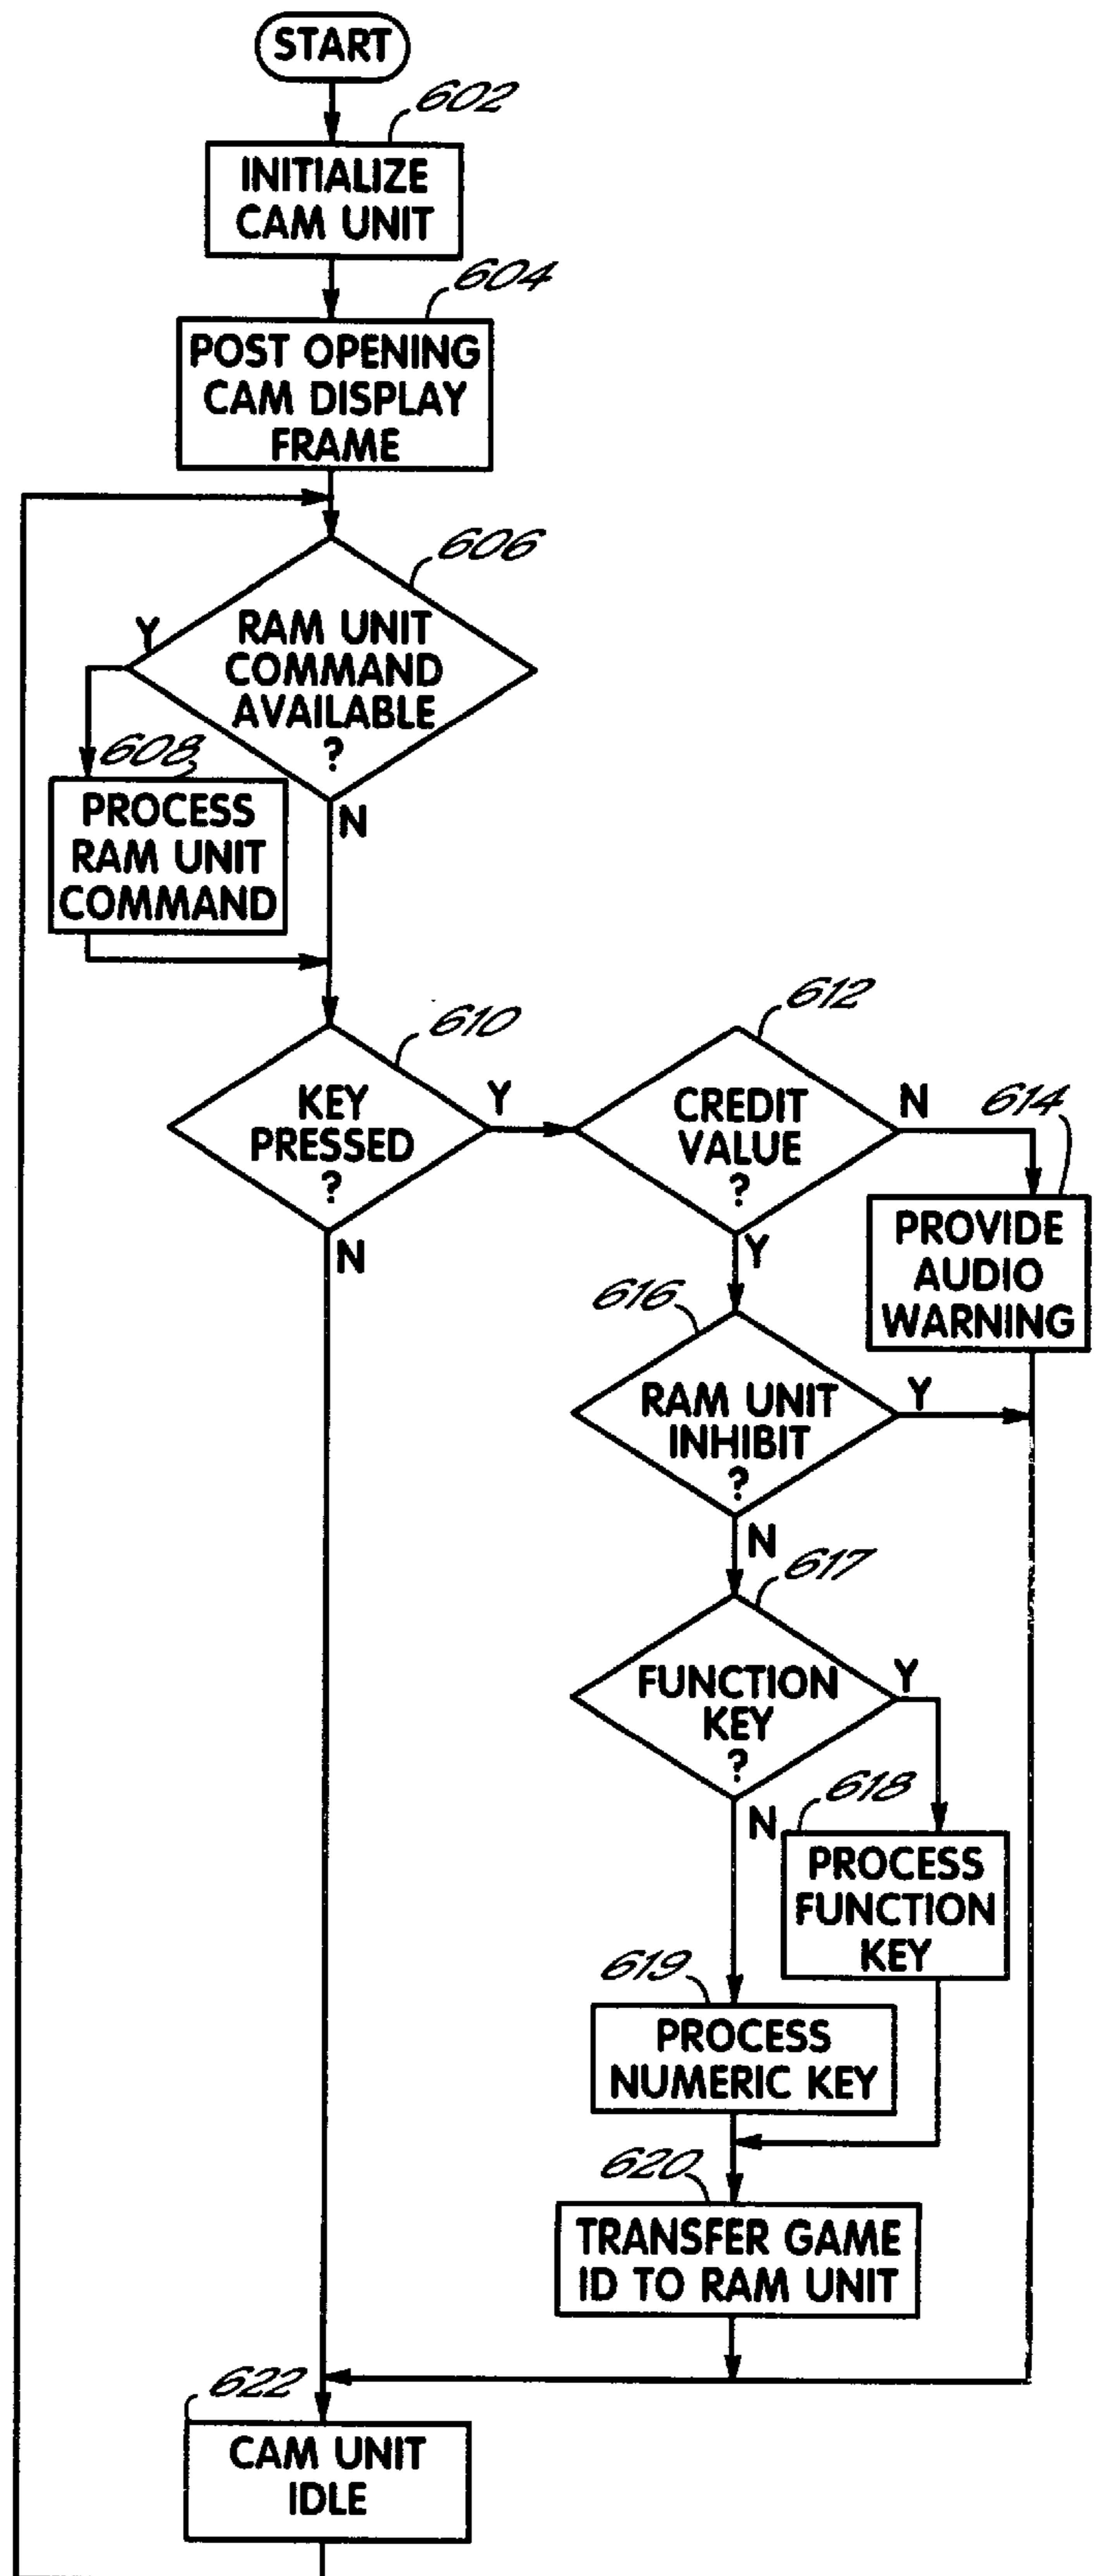 START
602
INITIALIZE
CAM UNIT
604
POST OPENING
CAM DISPLAY
FRAME
606
Y
RAM UNIT
COMMAND
AVAILABLE
?
608
N
PROCESS
RAM UNIT
COMMAND
610
KEY
PRESSED
?
Y
N
612
CREDIT
VALUE
?
N
Y
614
PROVIDE
AUDIO
WARNING
616
RAM UNIT
INHIBIT
?
Y
N
617
FUNCTION
KEY
?
Y
N
618
PROCESS
FUNCTION
KEY
619
PROCESS
NUMERIC KEY
620
TRANSFER GAME
ID TO RAM UNIT
622
CAM UNIT
IDLE